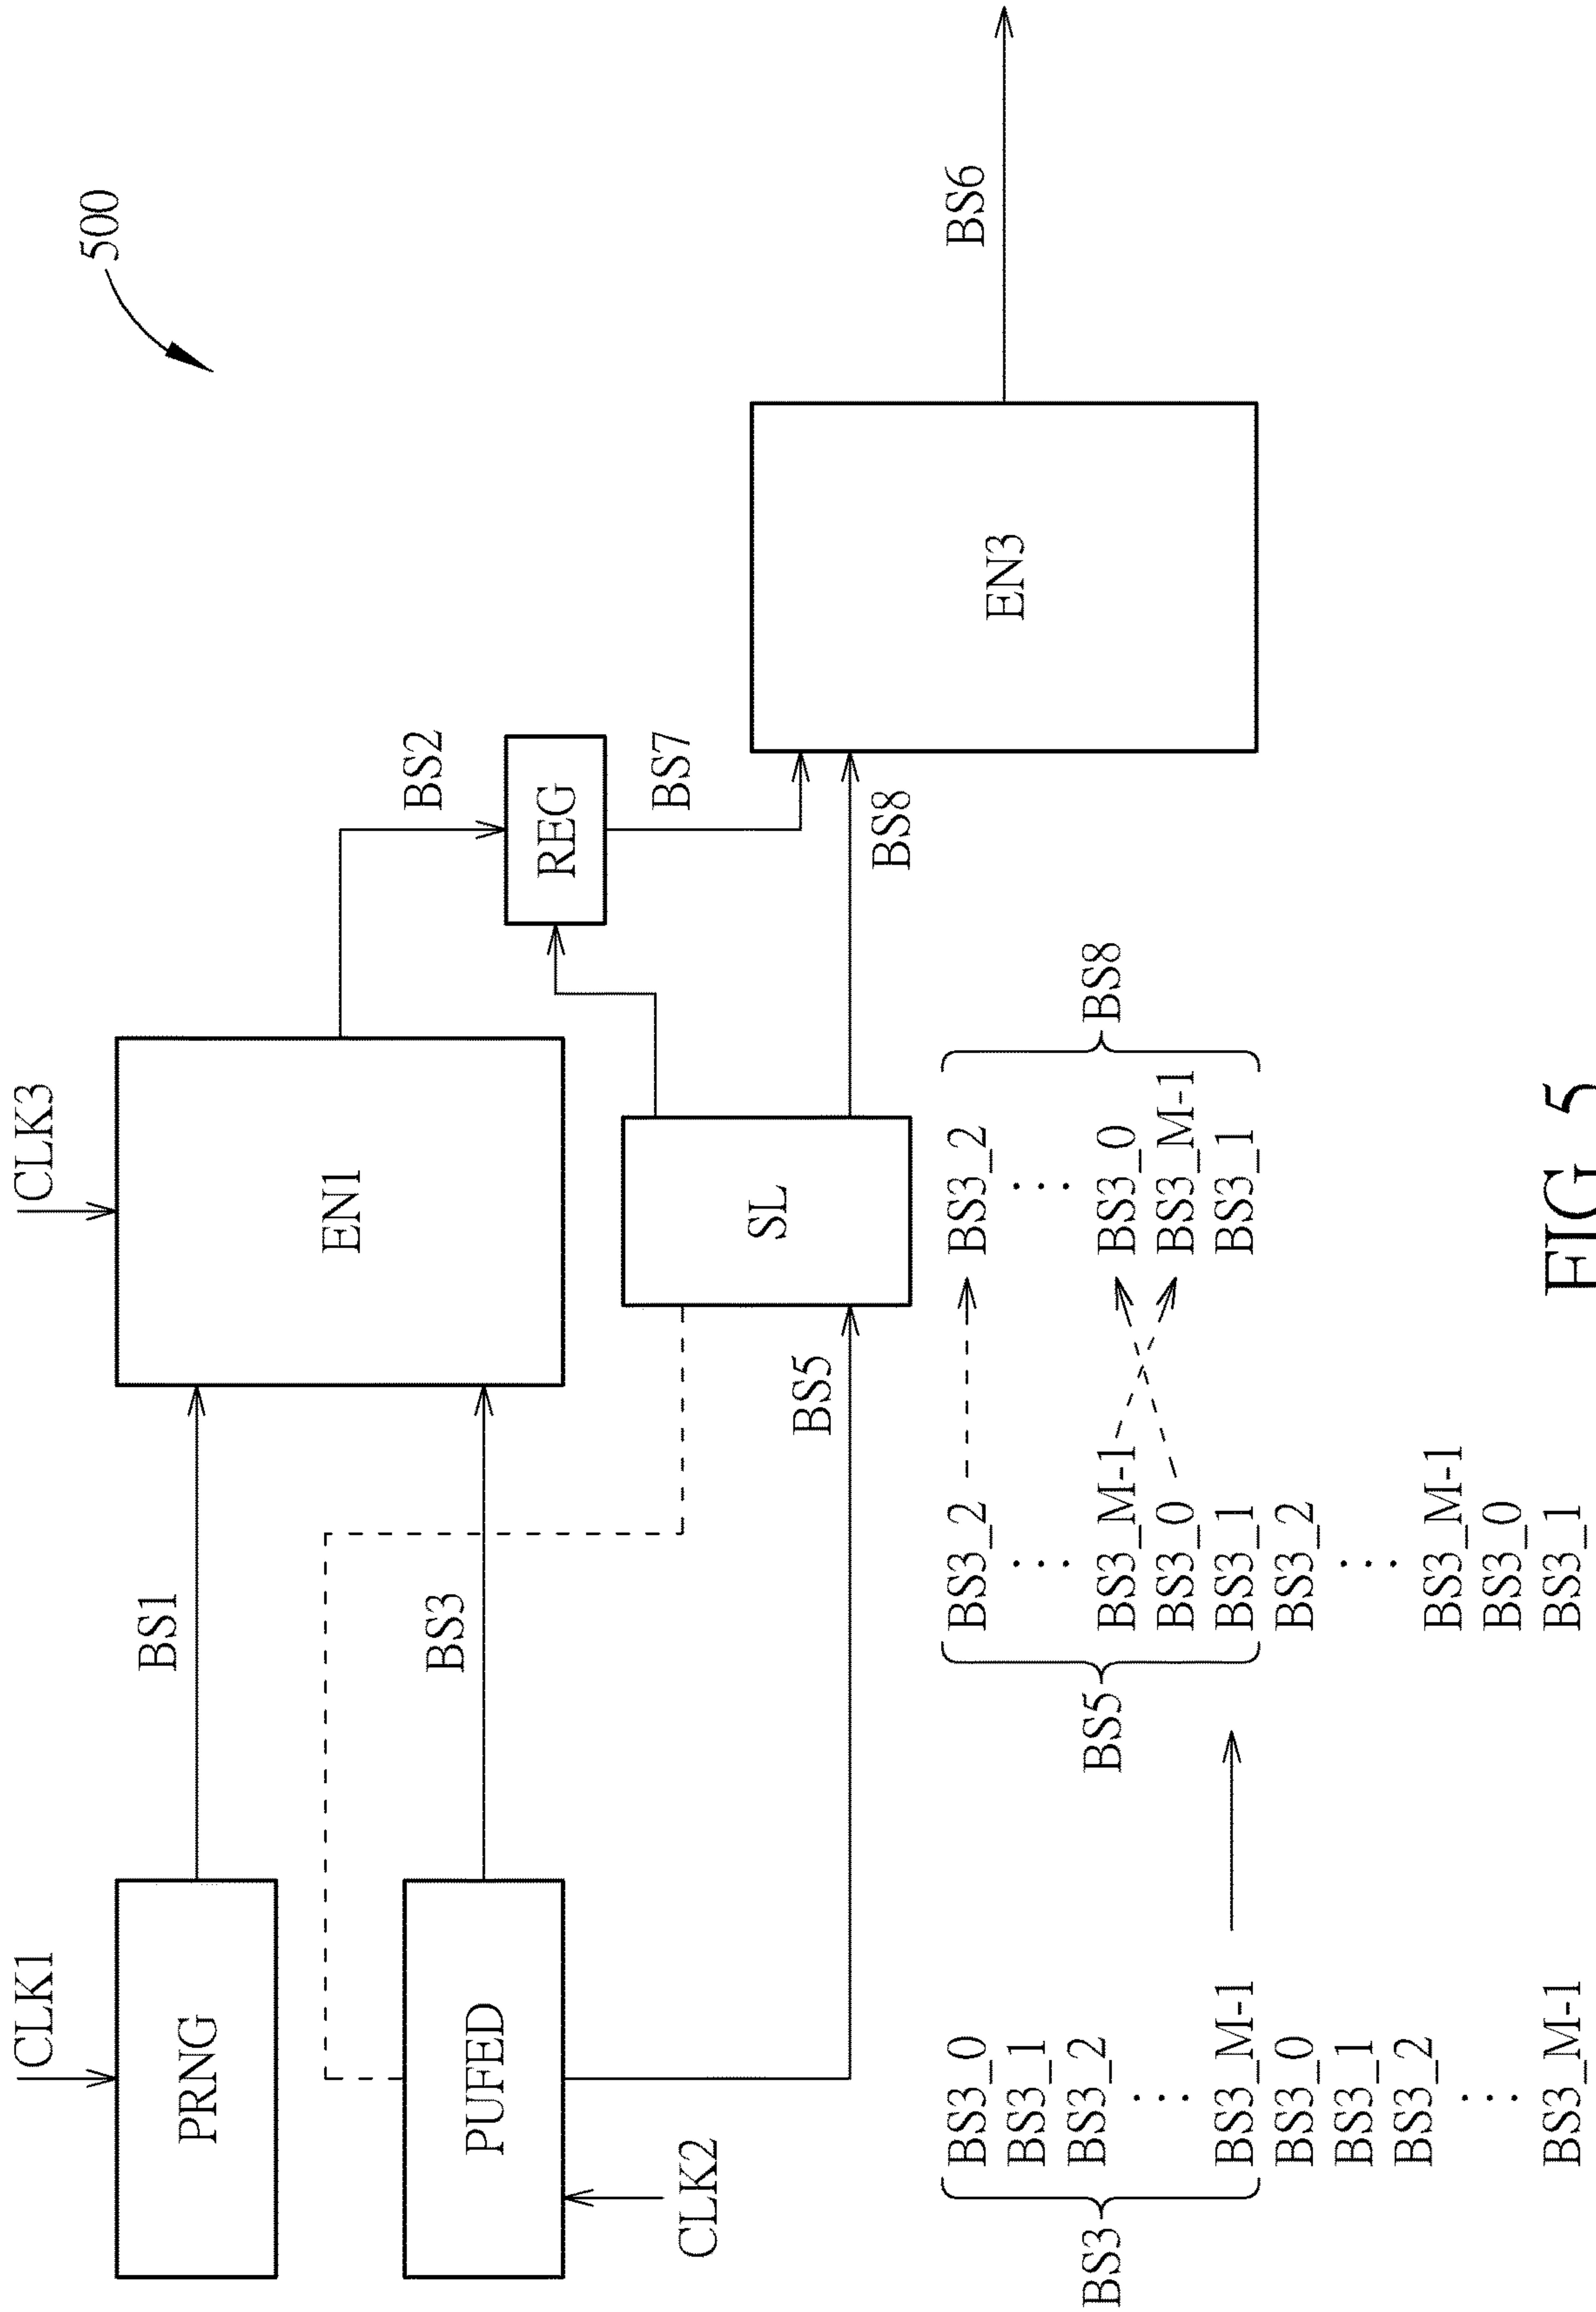 500
CLK1
CLK3
PRNG
BS1
EN1
BS2
PUFED
BS3
REG
BS7
CLK2
SL
BS5
BS8
EN3
BS6
BS3
BS3_0
BS3_1
BS3_2
⋮
BS3_M-1
BS3_0
BS3_1
BS3_2
⋮
BS3_M-1
BS5
BS3_2
⋮
BS3_M-1
BS3_0
BS3_1
BS3_2
⋮
BS3_M-1
BS3_0
BS3_1
BS3_2
⋮
BS3_0
BS3_M-1
BS3_1
BS8
FIG. 5